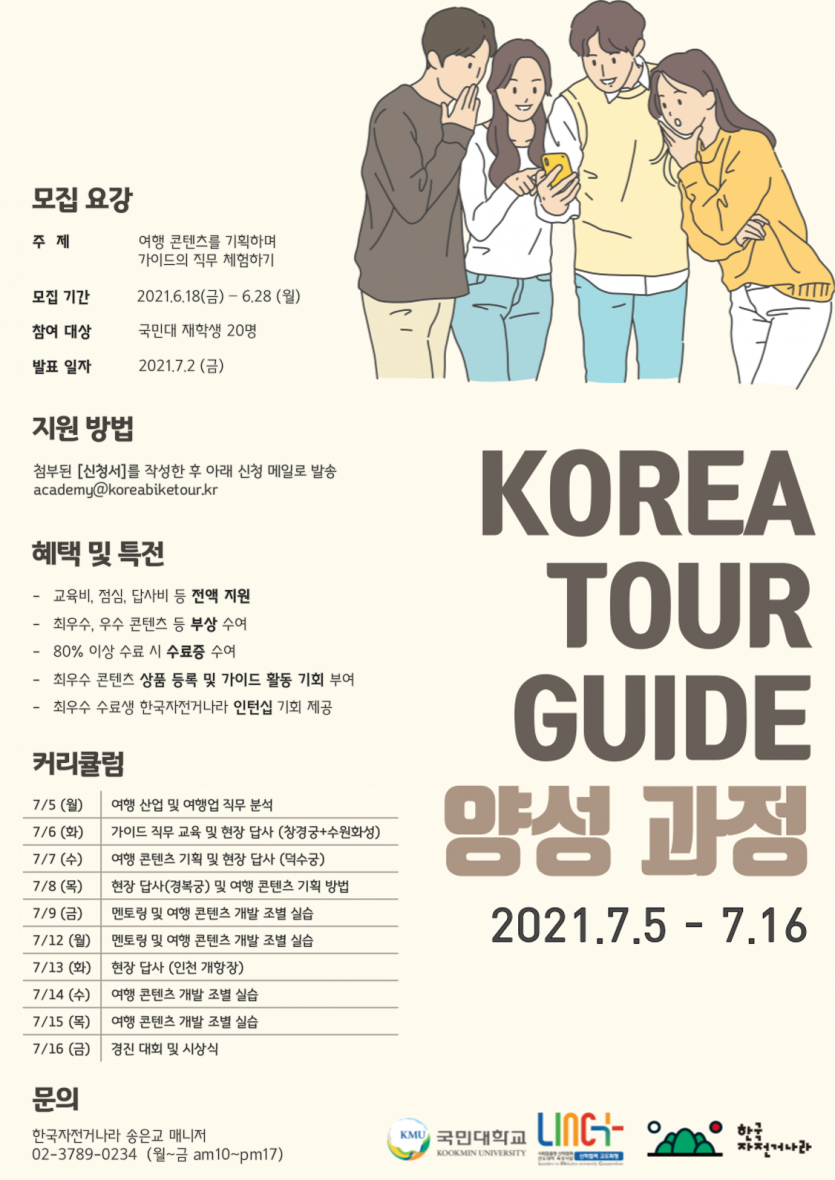 모집 요강
주 제 여행 콘텐츠를 기획하며
가이드의 직무 체험하기
모집 기간 2021.6.18(금) – 6.28 (월)
참여 대상 국민대 재학생 20명
발표 일자 2021.7.2 (금)
지원 방법
첨부된 [신청서]를 작성한 후 아래 신청 메일로 발송
academy@koreabiketour.kr
혜택 및 특전
- 교육비, 점심, 답사비 등 전액 지원
- 최우수, 우수 콘텐츠 등 부상 수여
- 80% 이상 수료 시 수료증 수여
- 최우수 콘텐츠 상품 등록 및 가이드 활동 기회 부여
- 최우수 수료생 한국자전거나라 인턴십 기회 제공
커리큘럼
7/5 (월) 여행 산업 및 여행업 직무 분석
7/6 (화) 가이드 직무 교육 및 현장 답사 (창경궁+수원화성)
7/7 (수) 여행 콘텐츠 기획 및 현장 답사 (덕수궁)
7/8 (목) 현장 답사(경복궁) 및 여행 콘텐츠 기획 방법
7/9 (금) 멘토링 및 여행 콘텐츠 개발 조별 실습
7/12 (월) 멘토링 및 여행 콘텐츠 개발 조별 실습
7/13 (화) 현장 답사 (인천 개항장)
7/14 (수) 여행 콘텐츠 개발 조별 실습
7/15 (목) 여행 콘텐츠 개발 조별 실습
7/16 (금) 경진 대회 및 시상식
문의
한국자전거나라 송은교 매니저
02-3789-0234 (월~금 am10~pm17)
KOREA
TOUR
GUIDE
양성 과정
2021.7.5 - 7.16
KMU 국민대학교
KOOKMIN UNIVERSITY
LINC+
산학협력 고도화형
한국
자전거나라